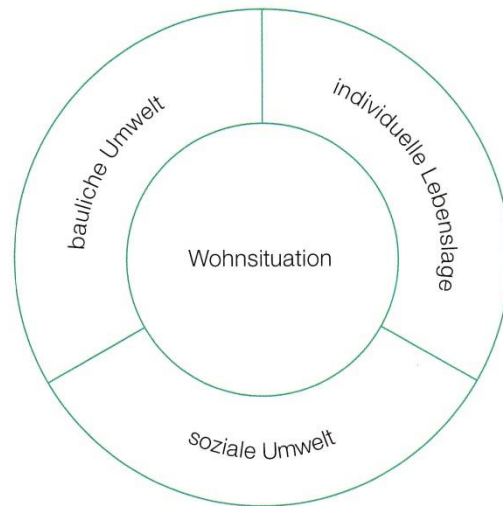 bauliche Umwelt
individuelle Lebenslage
Wohnsituation
soziale Umwelt